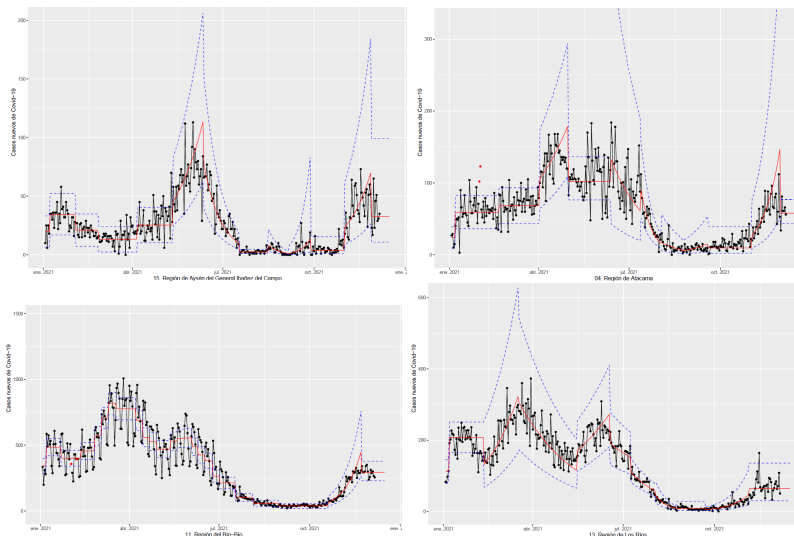 200
150
100
50
0
Casos nuevos de Covid-19
ene. 2021
abr. 2021
jul. 2021
oct. 2021
ene. 2
15. Región de Aysén del General Ibañez del Campo
300
200
100
0
Casos nuevos de Covid-19
ene. 2021
abr. 2021
jul. 2021
oct. 2021
04. Región de Atacama
1500
1000
500
0
Casos nuevos de Covid-19
ene. 2021
abr. 2021
jul. 2021
oct. 2021
ene. 2
11. Región del Bío-Bío
600
400
200
0
Casos nuevos de Covid-19
ene. 2021
abr. 2021
jul. 2021
oct. 2021
13. Región de Los Ríos